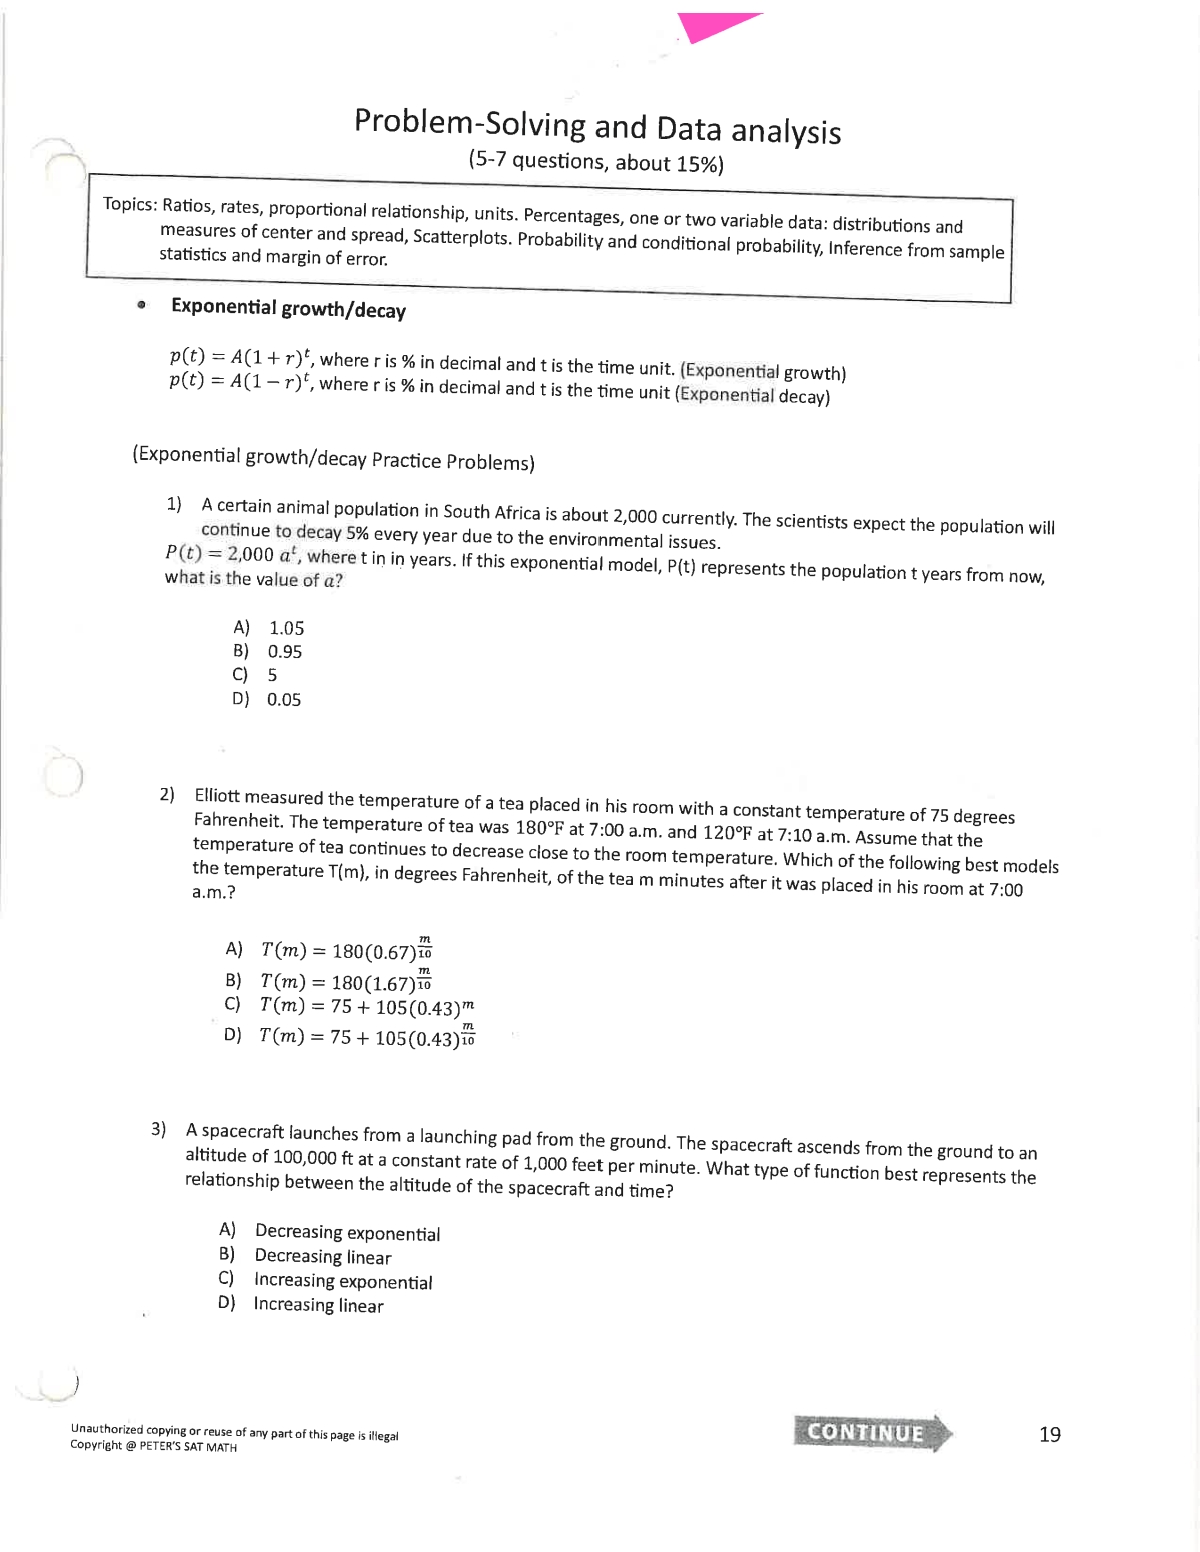 Problem-Solving and Data analysis
(5-7 questions, about 15%)
Topics: Ratios, rates, proportional relationship, units. Percentages, one or two variable data: distributions and
measures of center and spread, Scatterplots. Probability and conditional probability, Inference from sample
statistics and margin of error.
• Exponential growth/decay
p(t) = A(1 + r)^t, where r is % in decimal and t is the time unit. (Exponential growth)
p(t) = A(1 − r)^t, where r is % in decimal and t is the time unit (Exponential decay)
(Exponential growth/decay Practice Problems)
1) A certain animal population in South Africa is about 2,000 currently. The scientists expect the population will
continue to decay 5% every year due to the environmental issues.
P(t) = 2,000 a^t, where t in in years. If this exponential model, P(t) represents the population t years from now,
what is the value of a?
A) 1.05
B) 0.95
C) 5
D) 0.05
2) Elliott measured the temperature of a tea placed in his room with a constant temperature of 75 degrees
Fahrenheit. The temperature of tea was 180°F at 7:00 a.m. and 120°F at 7:10 a.m. Assume that the
temperature of tea continues to decrease close to the room temperature. Which of the following best models
the temperature T(m), in degrees Fahrenheit, of the tea m minutes after it was placed in his room at 7:00
a.m.?
A) T(m) = 180(0.67)^(m/10)
B) T(m) = 180(1.67)^(m/10)
C) T(m) = 75 + 105(0.43)^m
D) T(m) = 75 + 105(0.43)^(m/10)
3) A spacecraft launches from a launching pad from the ground. The spacecraft ascends from the ground to an
altitude of 100,000 ft at a constant rate of 1,000 feet per minute. What type of function best represents the
relationship between the altitude of the spacecraft and time?
A) Decreasing exponential
B) Decreasing linear
C) Increasing exponential
D) Increasing linear
Unauthorized copying or reuse of any part of this page is illegal
Copyright @ PETER'S SAT MATH
CONTINUE
19